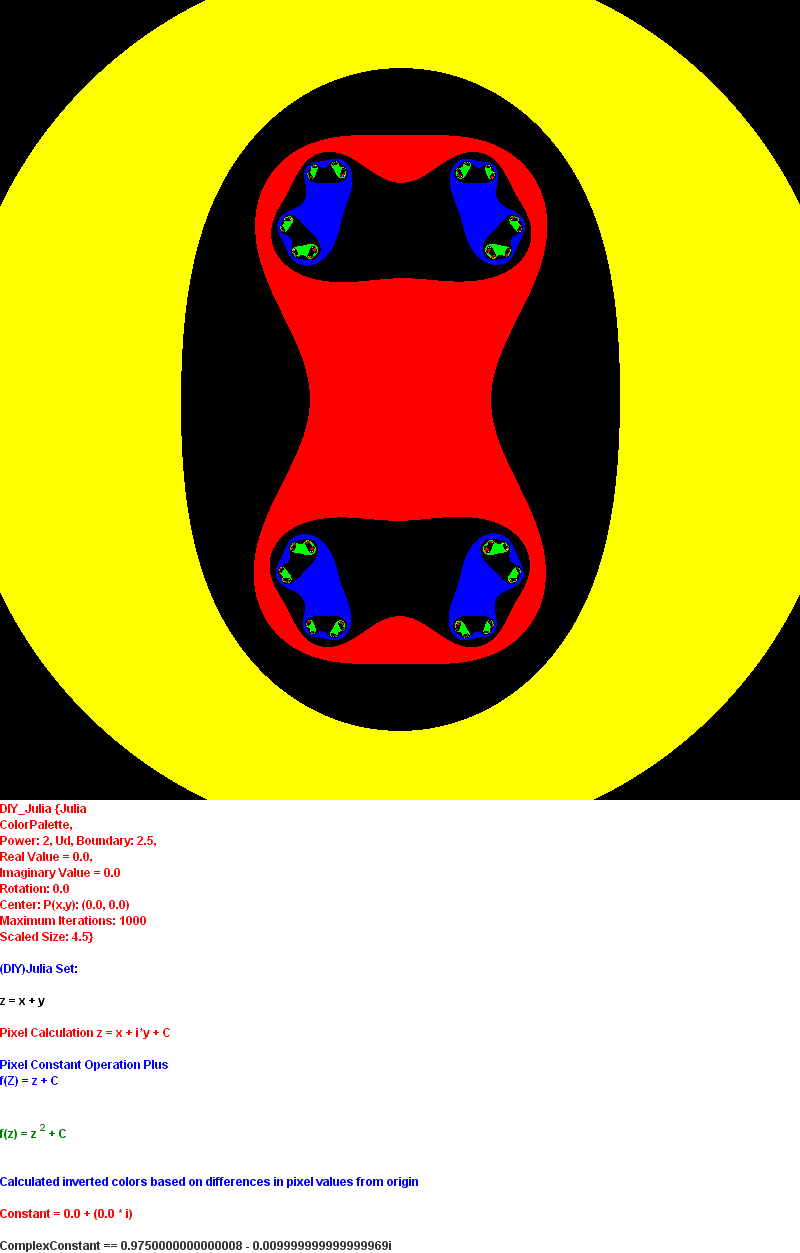 DIY_Julia {Julia
ColorPalette,
Power: 2, Ud, Boundary: 2.5,
Real Value = 0.0,
Imaginary Value = 0.0
Rotation: 0.0
Center: P(x,y): (0.0, 0.0)
Maximum Iterations: 1000
Scaled Size: 4.5}
(DIY)Julia Set:
z = x + y
Pixel Calculation z = x + i*y + C
Pixel Constant Operation Plus
f(Z) = z + C
f(z) = z 2 + C
Calculated inverted colors based on differences in pixel values from origin
Constant = 0.0 + (0.0 * i)
ComplexConstant == 0.9750000000000008 - 0.009999999999999969i